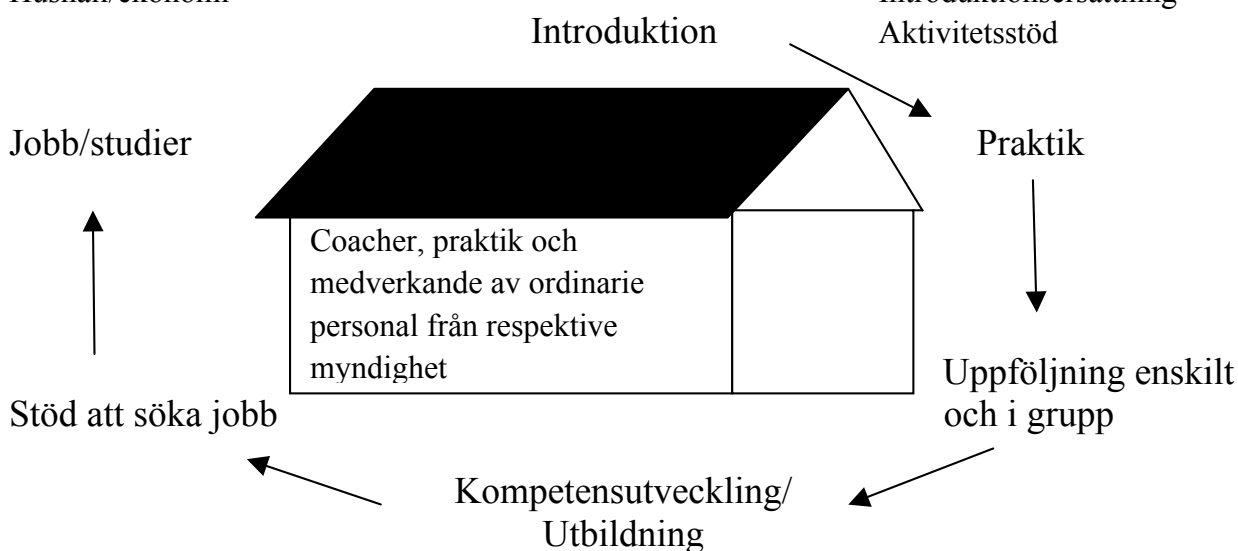 Introduktion
Aktivitetsstöd
Jobb/studier
Praktik
Coacher, praktik och
medverkande av ordinarie
personal från respektive
myndighet
Uppföljning enskilt
och i grupp
Stöd att söka jobb
Kompetensutveckling/
Utbildning